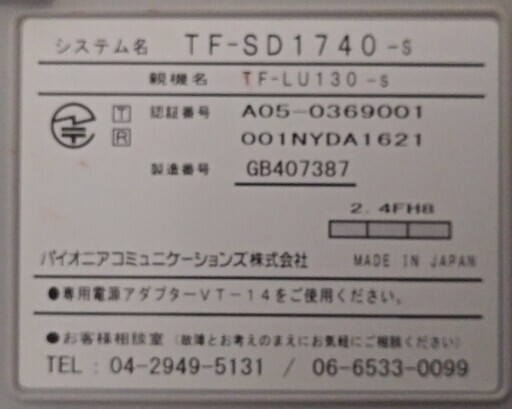 システム名 TF-SD1740-S
親機名 TF-LU130-S
T 認証番号 A05-0369001
R 001NYDA1621
製造番号 GB407387
2.4FH8
パイオニアコミュニケーションズ株式会社 MADE IN JAPAN
●専用電源アダプターVT-14をご使用ください。
●お客様相談室(故障とお考えのまえにお気軽にご相談ください)
TEL : 04-2949-5131 / 06-6533-0099